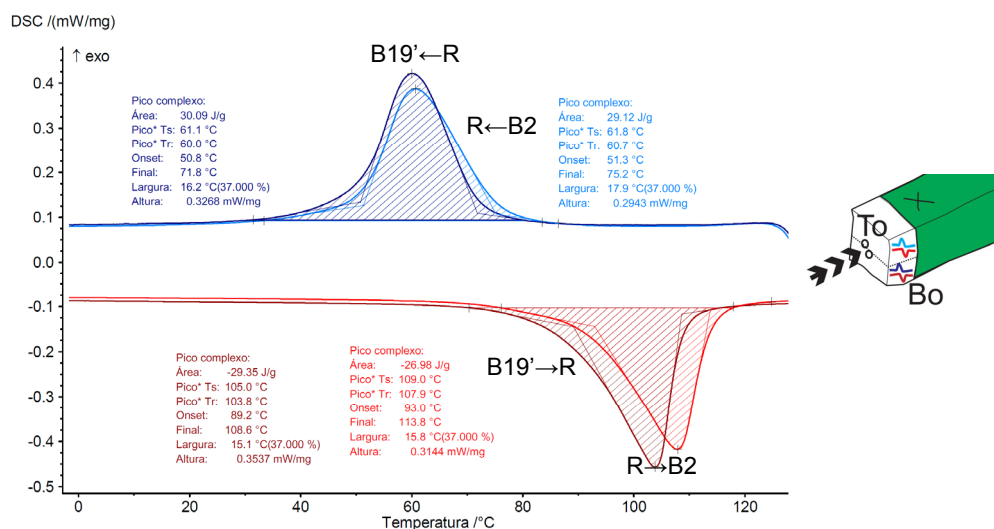 DSC /(mW/mg)
↑ exo
B19'←R
R←B2
Pico complexo:
Área: 30.09 J/g
Pico* Ts: 61.1 °C
Pico* Tr: 60.0 °C
Onset: 50.8 °C
Final: 71.8 °C
Largura: 16.2 °C(37.000 %)
Altura: 0.3268 mW/mg
Pico complexo:
Área: 29.12 J/g
Pico* Ts: 61.8 °C
Pico* Tr: 60.7 °C
Onset: 51.3 °C
Final: 75.2 °C
Largura: 17.9 °C(37.000 %)
Altura: 0.2943 mW/mg
0.4
0.3
0.2
0.1
0.0
-0.1
-0.2
-0.3
-0.4
-0.5
X
To
Bo
Pico complexo:
Área: -29.35 J/g
Pico* Ts: 105.0 °C
Pico* Tr: 103.8 °C
Onset: 89.2 °C
Final: 108.6 °C
Largura: 15.1 °C(37.000 %)
Altura: 0.3537 mW/mg
Pico complexo:
Área: -26.98 J/g
Pico* Ts: 109.0 °C
Pico* Tr: 107.9 °C
Onset: 93.0 °C
Final: 113.8 °C
Largura: 15.8 °C(37.000 %)
Altura: 0.3144 mW/mg
B19'→R
R→B2
0 20 40 60 80 100 120
Temperatura /°C